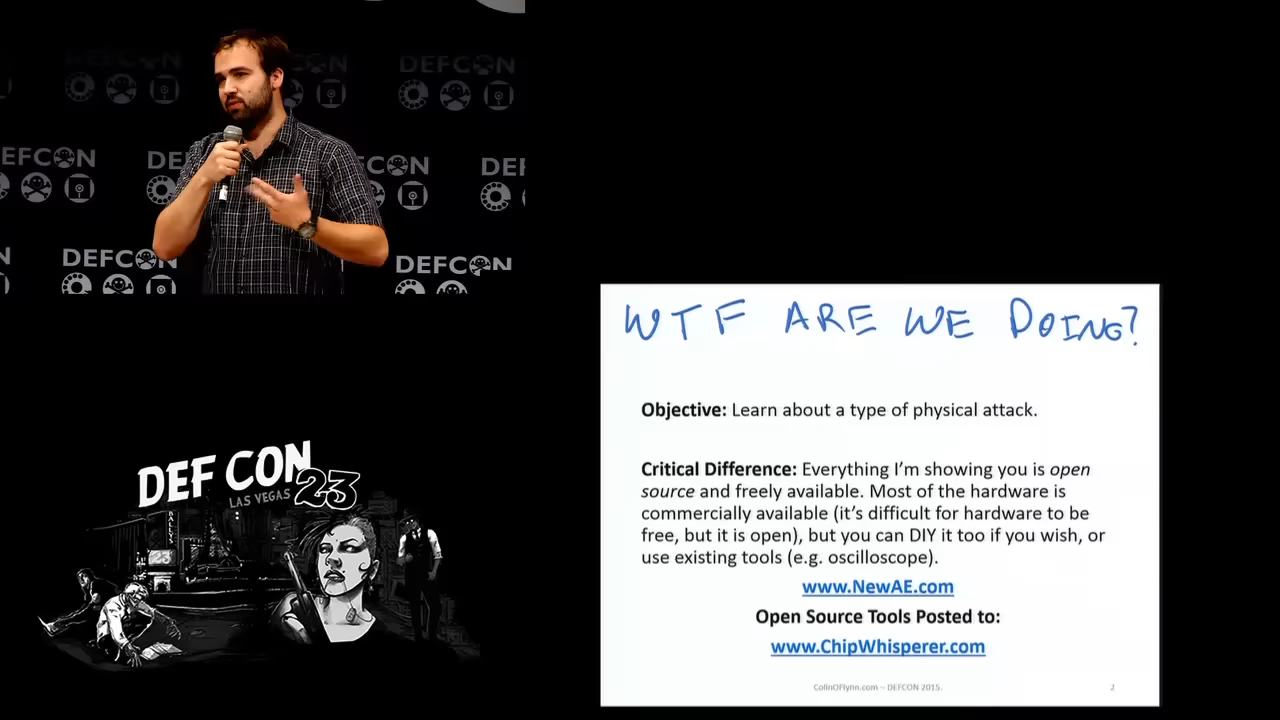 DEFCON
DEFCON
EFCON
DEFCON
CON
DEF
N
DEFCON
DEFCON
WTF ARE WE DOING?
Objective: Learn about a type of physical attack.
Critical Difference: Everything I'm showing you is open
source and freely available. Most of the hardware is
commercially available (it's difficult for hardware to be
free, but it is open), but you can DIY it too if you wish, or
use existing tools (e.g. oscilloscope).
www.NewAE.com
Open Source Tools Posted to:
www.ChipWhisperer.com
ColinOFlynn.com – DEFCON 2015.
2
DEF CON
LAS VEGAS 23
BALLYS